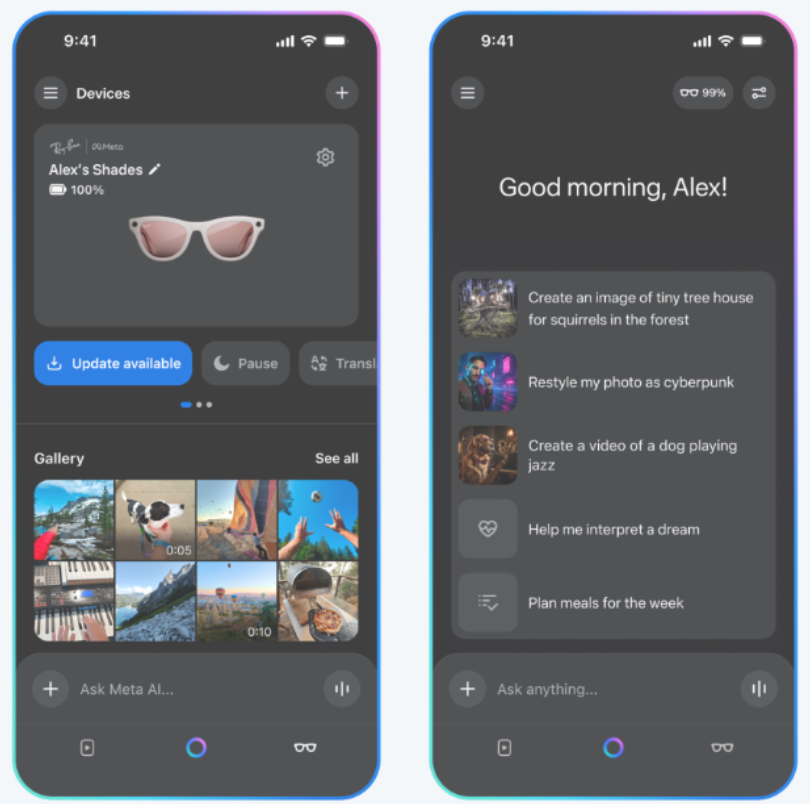 9:41
Devices
Ray-Ban | Meta
Alex's Shades
100%
Update available
Pause
Transl
Gallery
See all
0:05
0:10
Ask Meta AI...
9:41
99%
Good morning, Alex!
Create an image of tiny tree house
for squirrels in the forest
Restyle my photo as cyberpunk
Create a video of a dog playing
jazz
Help me interpret a dream
Plan meals for the week
Ask anything...